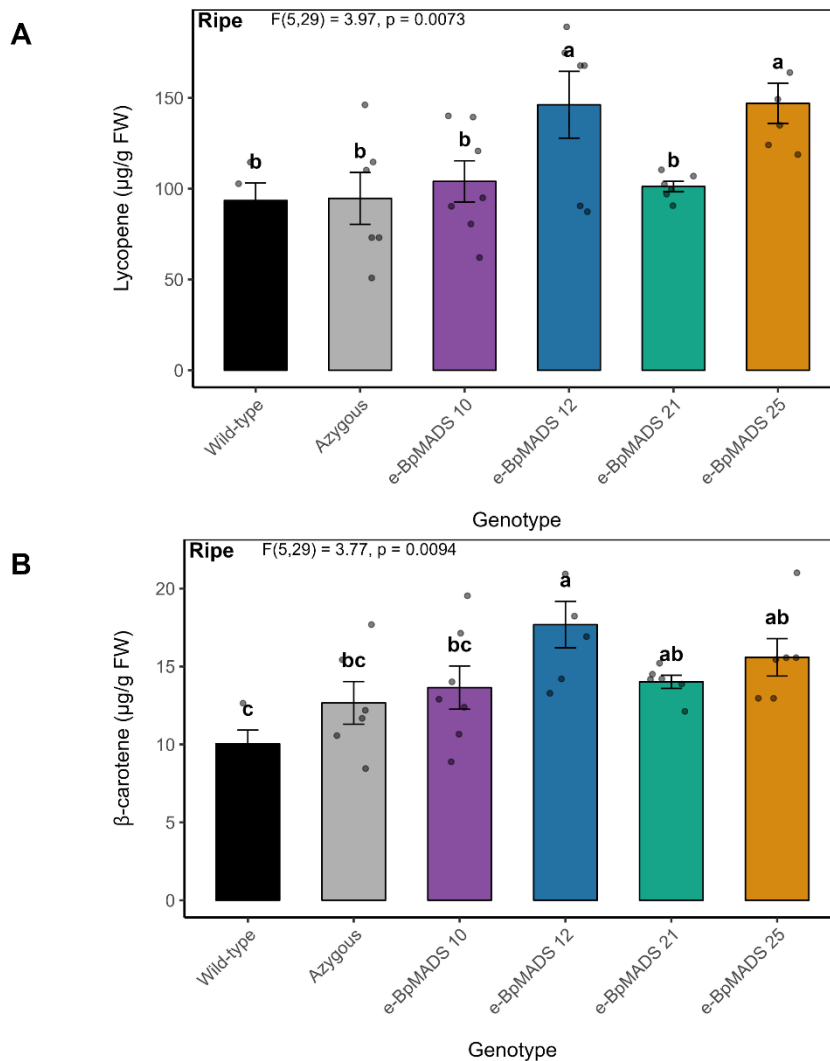 A
Ripe F(5,29) = 3.97, p = 0.0073
Lycopene (µg/g FW)
150
100
50
0
b
b
b
a
b
a
Wild-type
Azygous
e-BpMADS 10
e-BpMADS 12
e-BpMADS 21
e-BpMADS 25
Genotype
B
Ripe F(5,29) = 3.77, p = 0.0094
β-carotene (µg/g FW)
20
15
10
5
0
c
bc
bc
a
ab
ab
Wild-type
Azygous
e-BpMADS 10
e-BpMADS 12
e-BpMADS 21
e-BpMADS 25
Genotype